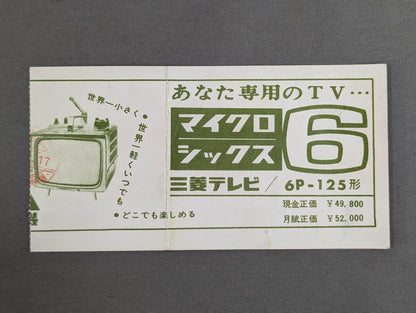 あなた専用のTV…
マイクロ
シックス
6
三菱テレビ/6P-125形
現金正価 ¥49,800
月賦正価 ¥52,000
世界一小さく●
世界一軽くいつでも
●どこでも楽しめる
17